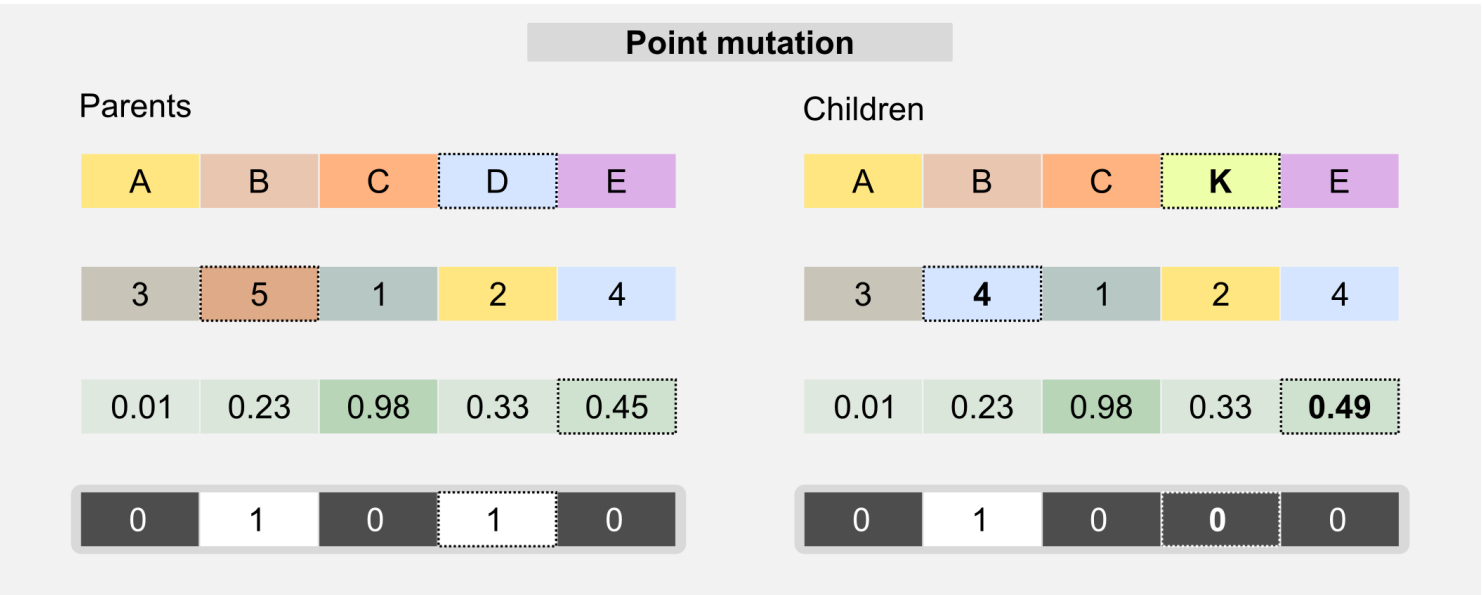 Point mutation
Parents Children
A B C D E A B C K E
3 5 1 2 4 3 4 1 2 4
0.01 0.23 0.98 0.33 0.45 0.01 0.23 0.98 0.33 0.49
0 1 0 1 0 0 1 0 0 0